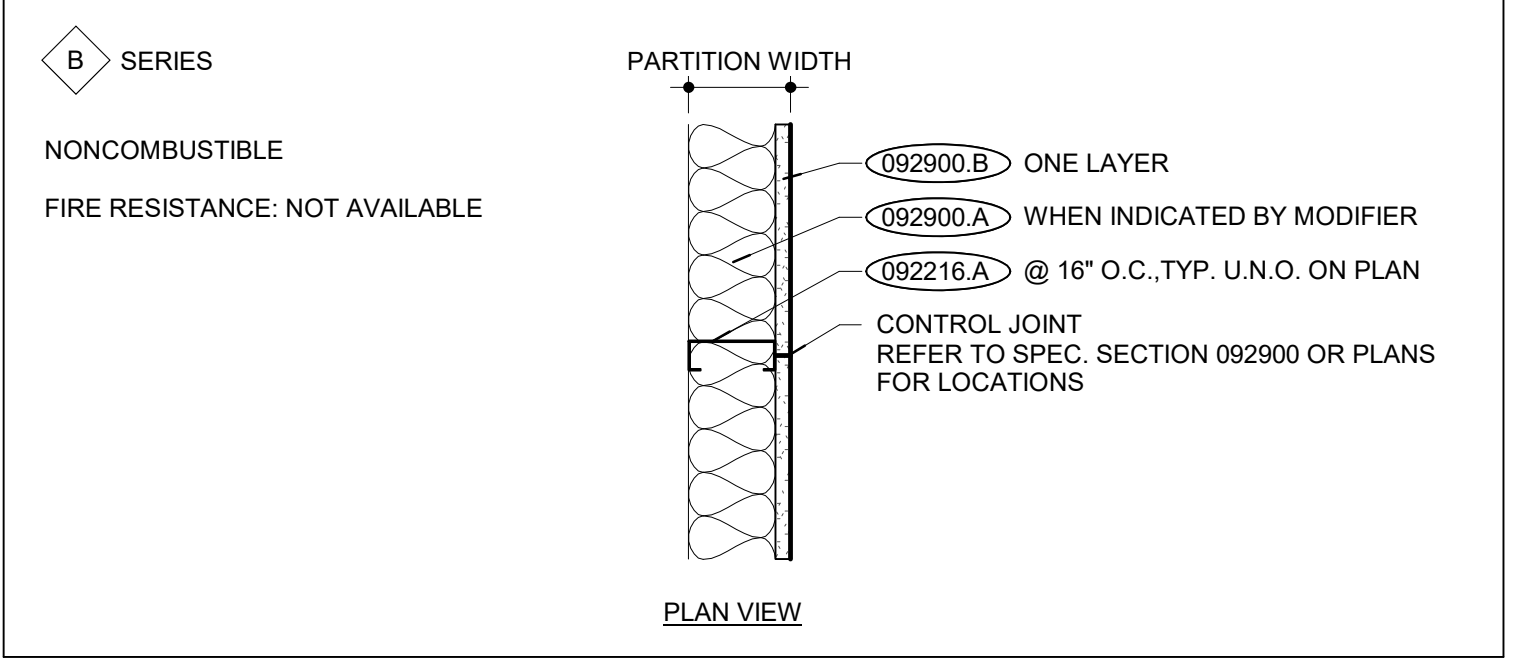 B SERIES
NONCOMBUSTIBLE
FIRE RESISTANCE: NOT AVAILABLE
PARTITION WIDTH
092900.B ONE LAYER
092900.A WHEN INDICATED BY MODIFIER
092216.A @ 16" O.C.,TYP. U.N.O. ON PLAN
CONTROL JOINT
REFER TO SPEC. SECTION 092900 OR PLANS
FOR LOCATIONS
PLAN VIEW